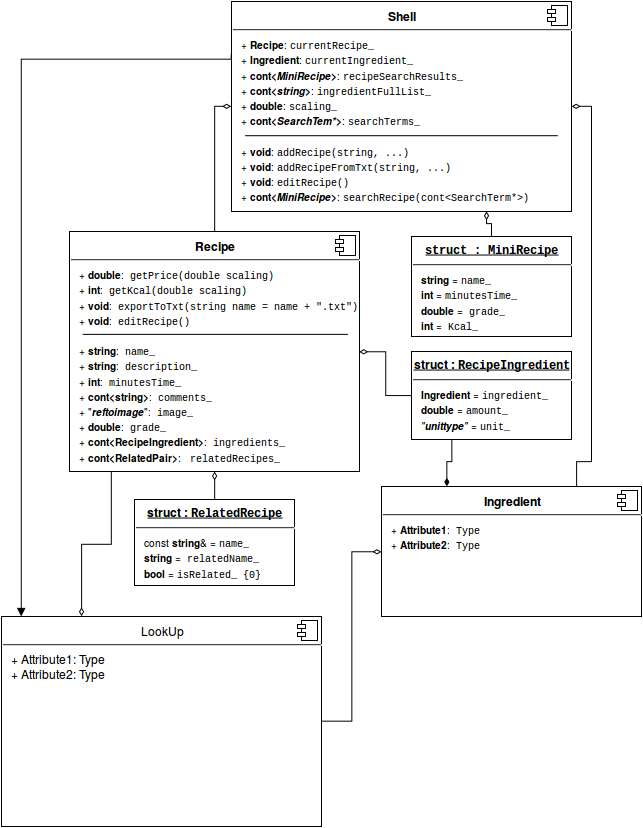 Shell
+ Recipe: currentRecipe_
+ Ingredient: currentIngredient_
+ cont<MiniRecipe>: recipeSearchResults_
+ cont<string>: ingredientFullList_
+ double: scaling_
+ cont<SearchTem*>: searchTerms_
+ void: addRecipe(string, ...)
+ void: addRecipeFromTxt(string, ...)
+ void: editRecipe()
+ cont<MiniRecipe>: searchRecipe(cont<SearchTerm*>)
Recipe
+ double: getPrice(double scaling)
+ int: getKcal(double scaling)
+ void: exportToTxt(string name = name + ".txt")
+ void: editRecipe()
+ string: name_
+ string: description_
+ int: minutesTime_
+ cont<string>: comments_
+ "reftoimage": image_
+ double: grade_
+ cont<RecipeIngredient>: ingredients_
+ cont<RelatedPair>: relatedRecipes_
struct : MiniRecipe
string = name_
int = minutesTime_
double = grade_
int = Kcal_
struct : RecipeIngredient
Ingredient = ingredient_
double = amount_
"unittype" = unit_
struct : RelatedRecipe
const string& = name_
string = relatedName_
bool = isRelated_ {0}
Ingredient
+ Attribute1: Type
+ Attribute2: Type
LookUp
+ Attribute1: Type
+ Attribute2: Type